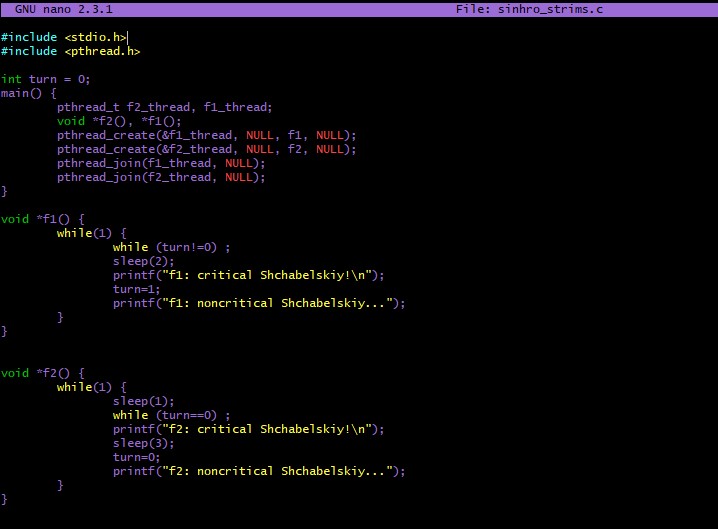 GNU nano 2.3.1 File: sinhro_strims.c
#include <stdio.h>
#include <pthread.h>
int turn = 0;
main() {
pthread_t f2_thread, f1_thread;
void *f2(), *f1();
pthread_create(&f1_thread, NULL, f1, NULL);
pthread_create(&f2_thread, NULL, f2, NULL);
pthread_join(f1_thread, NULL);
pthread_join(f2_thread, NULL);
}
void *f1() {
while(1) {
while (turn!=0) ;
sleep(2);
printf("f1: critical Shchabelskiy!\n");
turn=1;
printf("f1: noncritical Shchabelskiy...");
}
}
void *f2() {
while(1) {
sleep(1);
while (turn==0) ;
printf("f2: critical Shchabelskiy!\n");
sleep(3);
turn=0;
printf("f2: noncritical Shchabelskiy...");
}
}